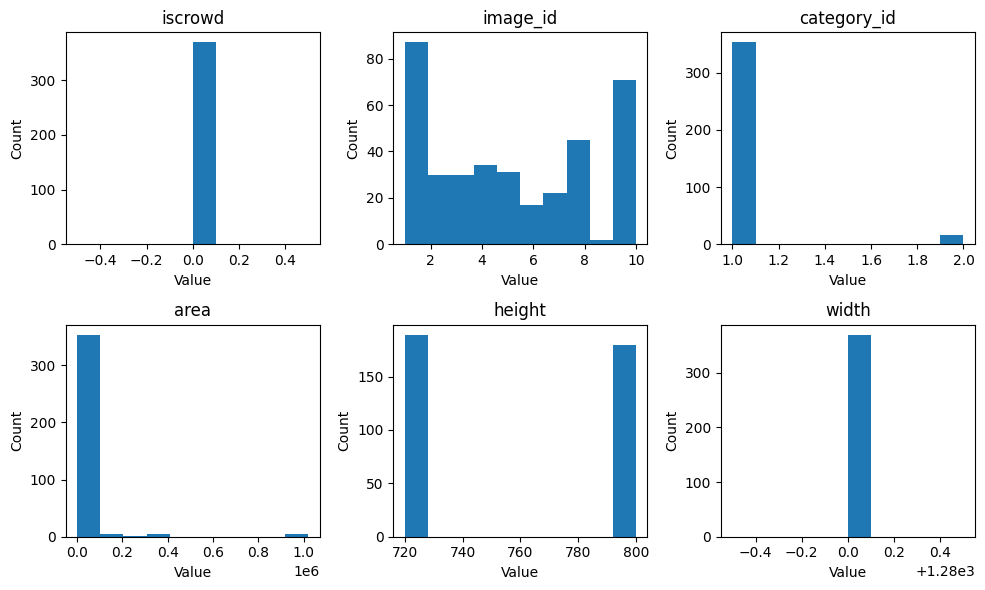 iscrowd
Count
300
200
100
0
−0.4 −0.2 0.0 0.2 0.4
Value
image_id
Count
80
60
40
20
0
2 4 6 8 10
Value
category_id
Count
300
200
100
0
1.0 1.2 1.4 1.6 1.8 2.0
Value
area
Count
300
200
100
0
0.0 0.2 0.4 0.6 0.8 1.0
Value
1e6
height
Count
150
100
50
0
720 740 760 780 800
Value
width
Count
300
200
100
0
−0.4 −0.2 0.0 0.2 0.4
Value
+1.28e3